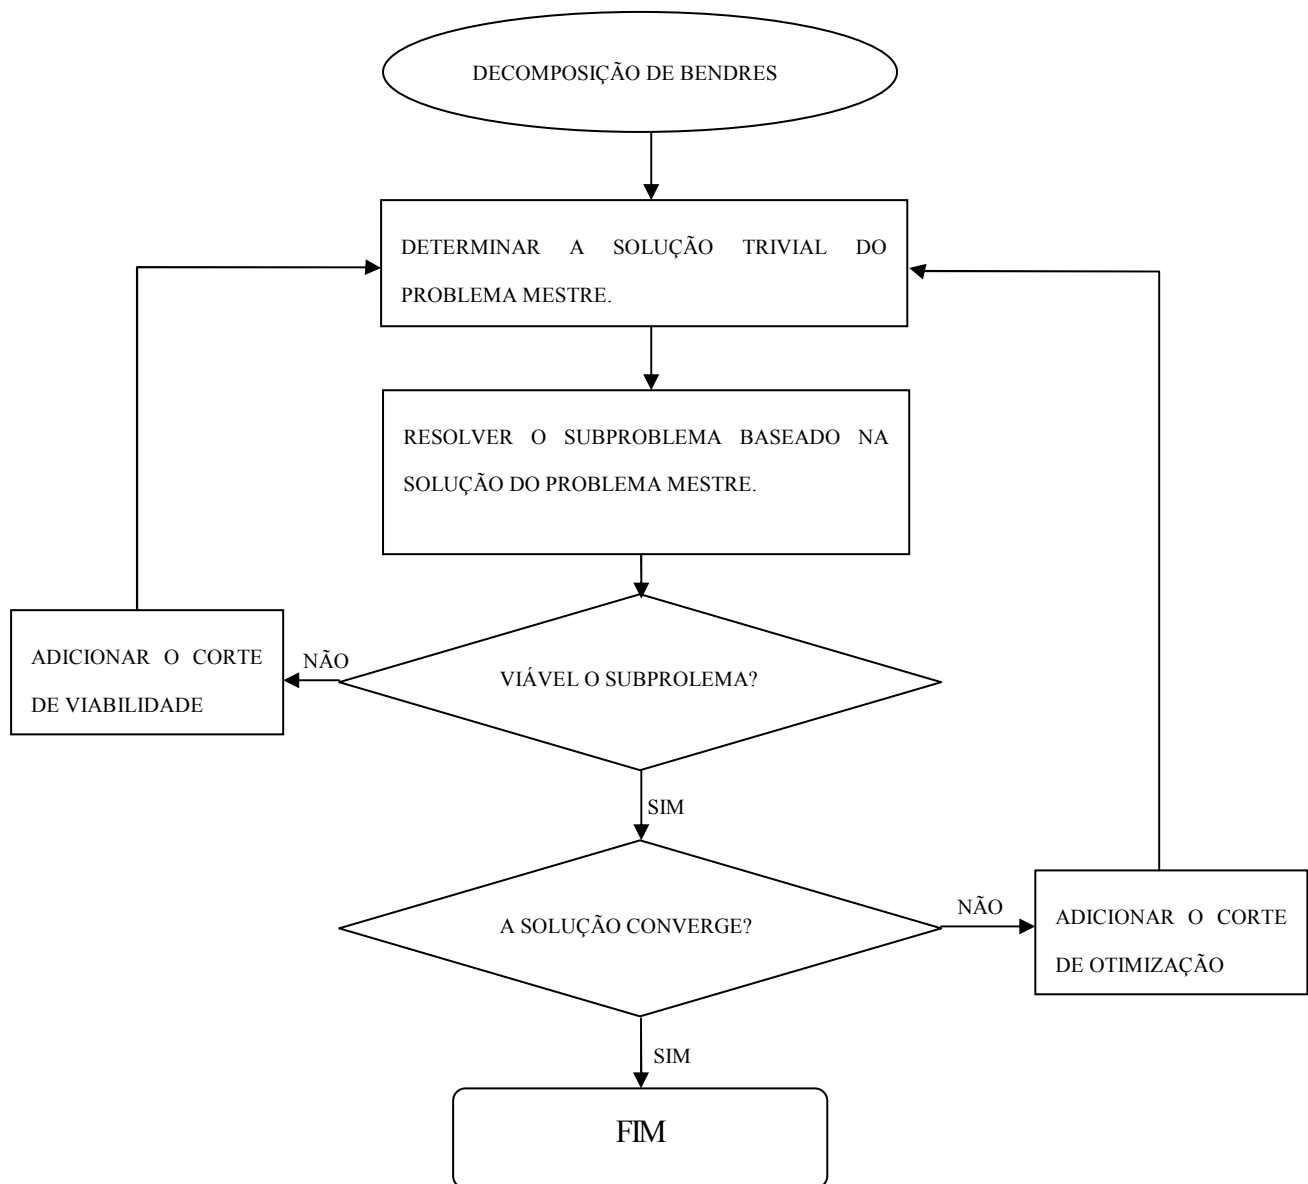 DECOMPOSIÇÃO DE BENDRES
DETERMINAR A SOLUÇÃO TRIVIAL DO
PROBLEMA MESTRE.
RESOLVER O SUBPROBLEMA BASEADO NA
SOLUÇÃO DO PROBLEMA MESTRE.
VIÁVEL O SUBPROLEMA?
NÃO
ADICIONAR O CORTE
DE VIABILIDADE
SIM
A SOLUÇÃO CONVERGE?
NÃO
ADICIONAR O CORTE
DE OTIMIZAÇÃO
SIM
FIM